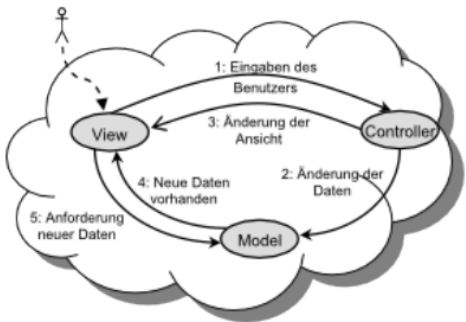 1: Eingaben des
Benutzers
View
3: Änderung der
Ansicht
Controller
4: Neue Daten
vorhanden
2: Änderung der
Daten
5: Anforderung
neuer Daten
Model